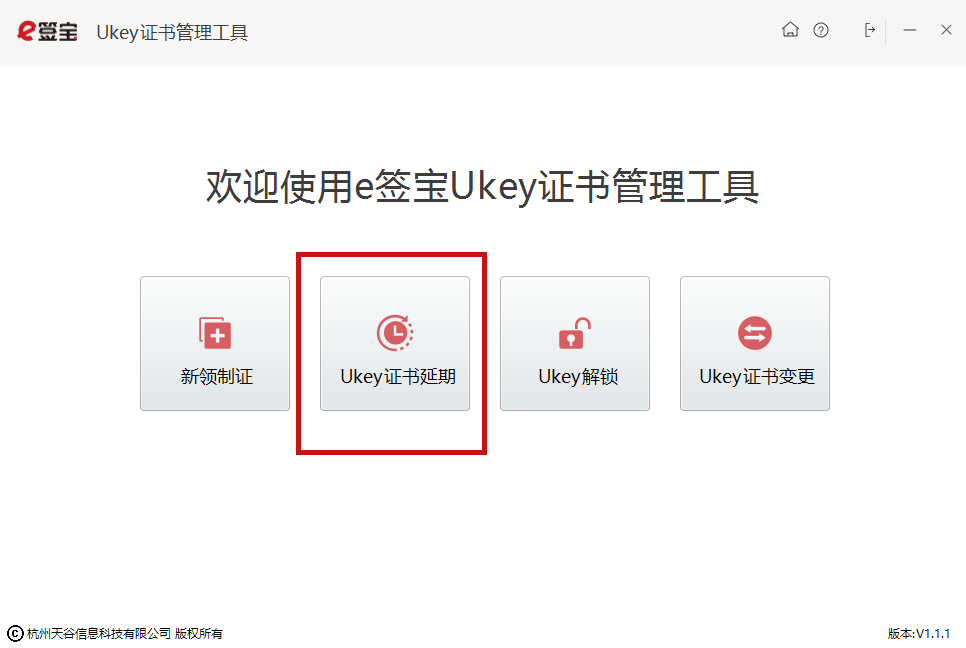 e签宝 Ukey证书管理工具
欢迎使用e签宝Ukey证书管理工具
新领制证 Ukey证书延期 Ukey解锁 Ukey证书变更
©杭州天谷信息科技有限公司 版权所有 版本:V1.1.1